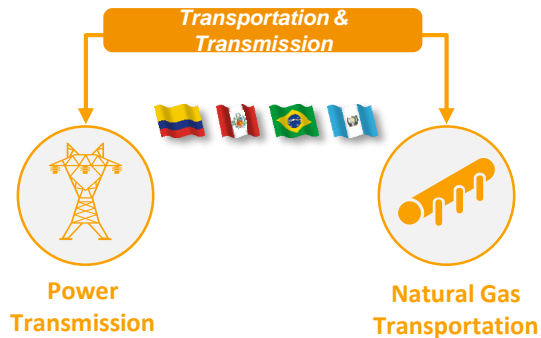 Transportation &
Transmission
Power
Transmission
Natural Gas
Transportation